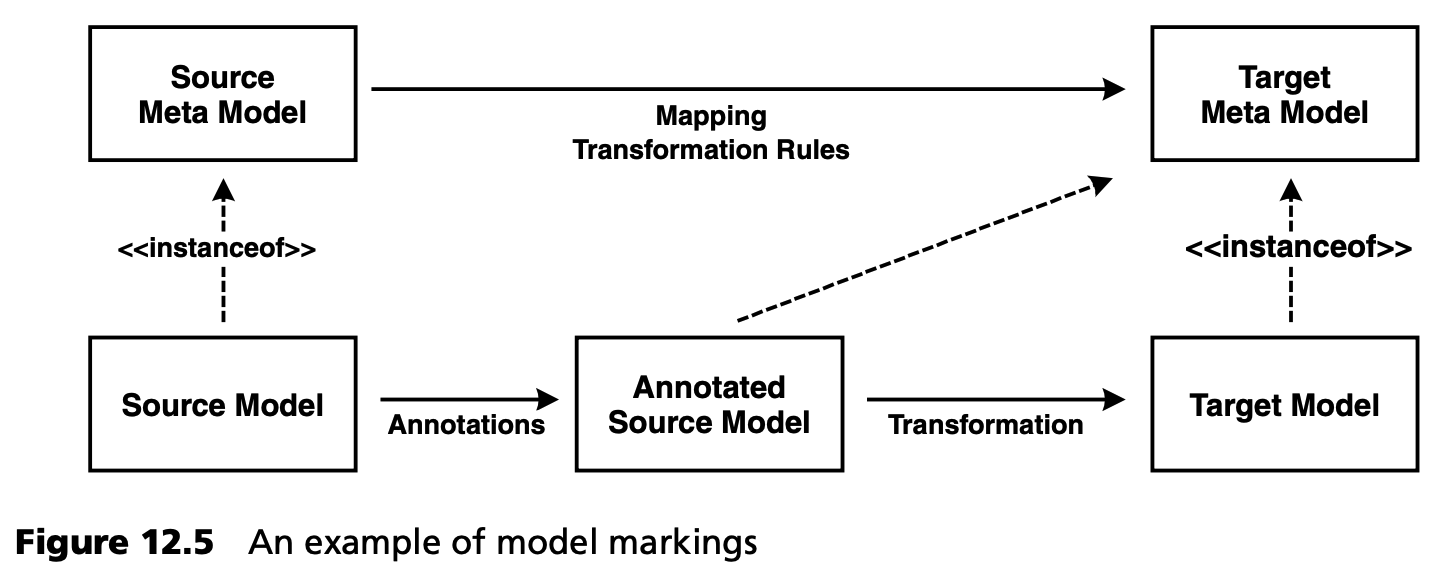 Source
Meta Model
Target
Meta Model
Mapping
Transformation Rules
<<instanceof>>
<<instanceof>>
Source Model
Annotations
Annotated
Source Model
Transformation
Target Model
Figure 12.5 An example of model markings